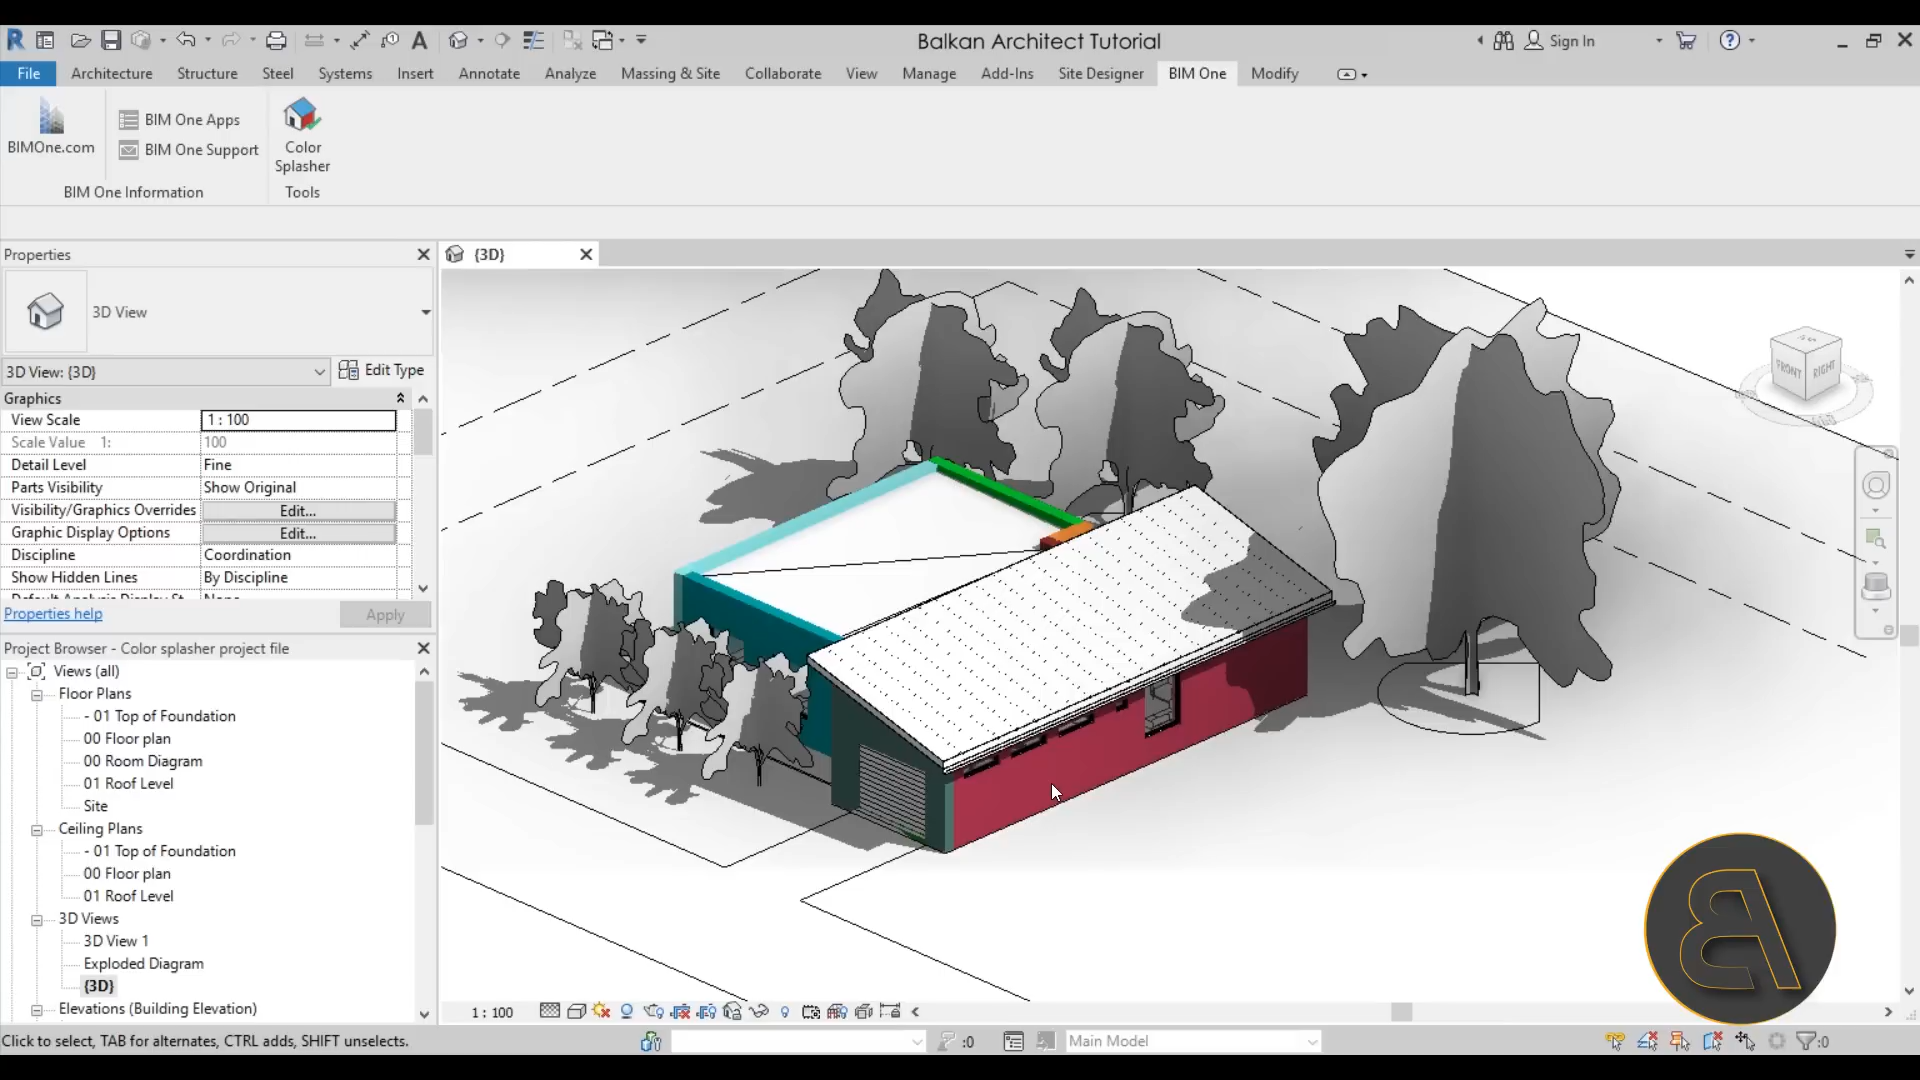 Balkan Architect Tutorial
Sign In
File Architecture Structure Steel Systems Insert Annotate Analyze Massing & Site Collaborate View Manage Add-Ins Site Designer BIM One Modify
BIMOne.com
BIM One Apps
BIM One Support
Color
Splasher
BIM One Information
Tools
Properties
3D View
3D View: {3D}
Edit Type
Graphics
View Scale 1 : 100
Scale Value 1: 100
Detail Level Fine
Parts Visibility Show Original
Visibility/Graphics Overrides Edit...
Graphic Display Options Edit...
Discipline Coordination
Show Hidden Lines By Discipline
Properties help
Apply
Project Browser - Color splasher project file
Views (all)
Floor Plans
- 01 Top of Foundation
00 Floor plan
00 Room Diagram
01 Roof Level
Site
Ceiling Plans
- 01 Top of Foundation
00 Floor plan
01 Roof Level
3D Views
3D View 1
Exploded Diagram
{3D}
Elevations (Building Elevation)
{3D}
FRONT
RIGHT
1 : 100
Click to select, TAB for alternates, CTRL adds, SHIFT unselects.
:0
Main Model
:0